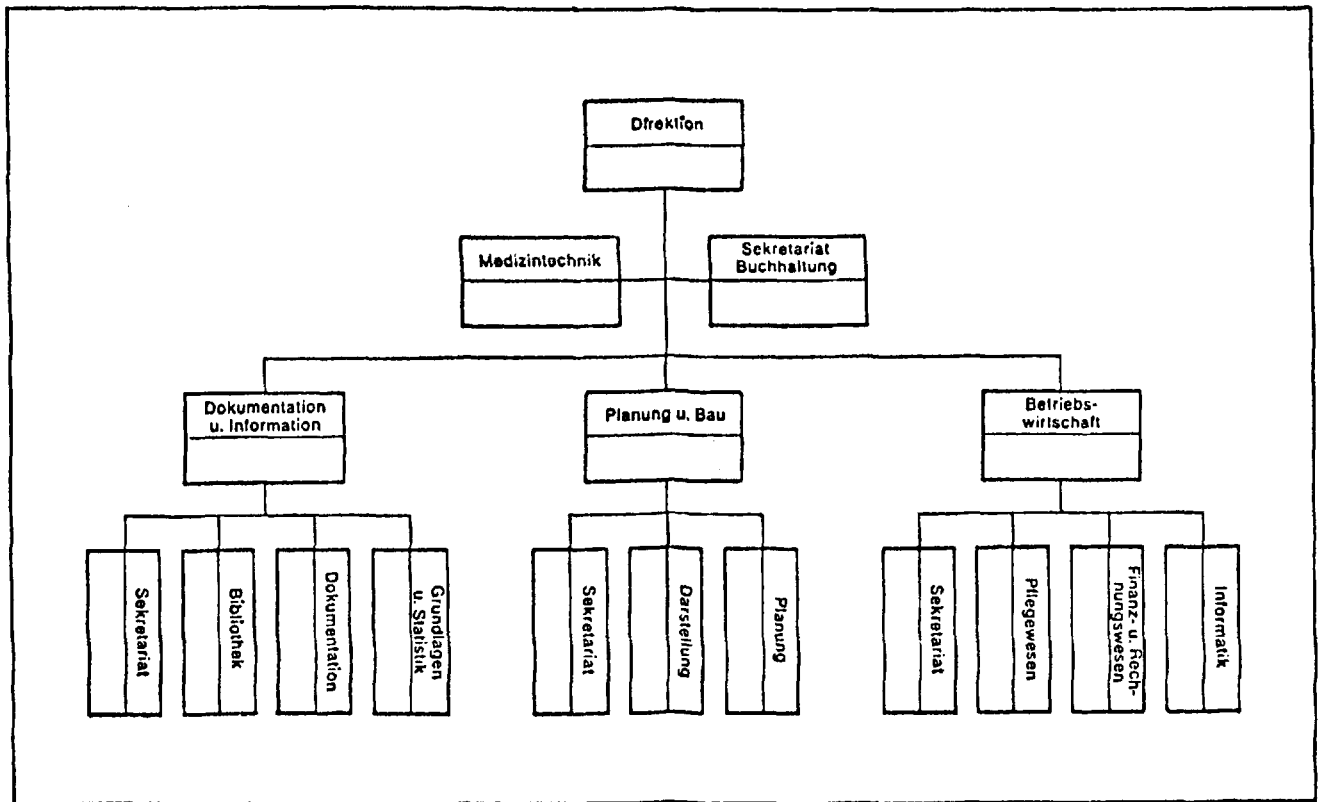 Direktion
Medizintechnik
Sekretariat
Buchhaltung
Dokumentation
u. Information
Planung u. Bau
Betriebs-
wirtschaft
Sekretariat
Bibliothek
Dokumentation
Grundlagen
u. Statistik
Sekretariat
Darstellung
Planung
Sekretariat
Pflegewesen
Finanz- u. Rech-
nungswesen
Informatik